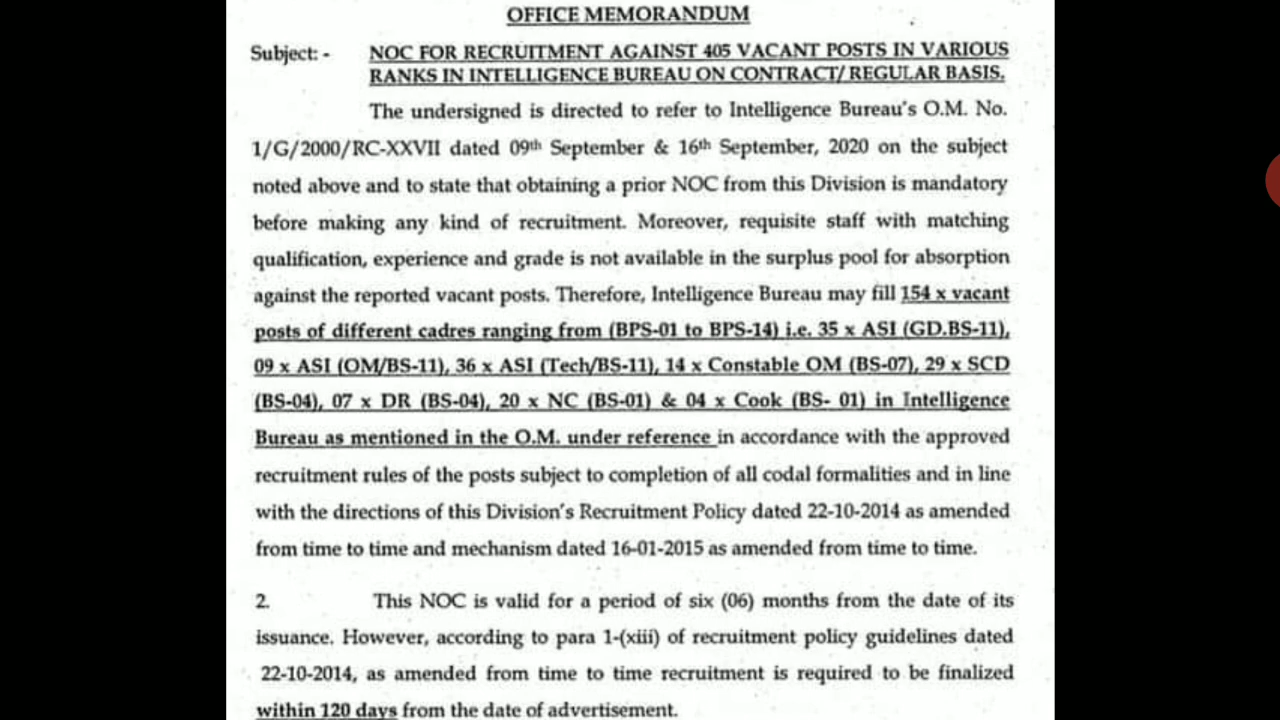 OFFICE MEMORANDUM
Subject: - NOC FOR RECRUITMENT AGAINST 405 VACANT POSTS IN VARIOUS
RANKS IN INTELLIGENCE BUREAU ON CONTRACT/ REGULAR BASIS.
The undersigned is directed to refer to Intelligence Bureau's O.M. No.
1/G/2000/RC-XXVII dated 09th September & 16th September, 2020 on the subject
noted above and to state that obtaining a prior NOC from this Division is mandatory
before making any kind of recruitment. Moreover, requisite staff with matching
qualification, experience and grade is not available in the surplus pool for absorption
against the reported vacant posts. Therefore, Intelligence Bureau may fill 154 x vacant
posts of different cadres ranging from (BPS-01 to BPS-14) i.e. 35 x ASI (GD.BS-11),
09 x ASI (OM/BS-11), 36 x ASI (Tech/BS-11), 14 x Constable OM (BS-07), 29 x SCD
(BS-04), 07 x DR (BS-04), 20 x NC (BS-01) & 04 x Cook (BS- 01) in Intelligence
Bureau as mentioned in the O.M. under reference in accordance with the approved
recruitment rules of the posts subject to completion of all codal formalities and in line
with the directions of this Division's Recruitment Policy dated 22-10-2014 as amended
from time to time and mechanism dated 16-01-2015 as amended from time to time.
2. This NOC is valid for a period of six (06) months from the date of its
issuance. However, according to para 1-(xiii) of recruitment policy guidelines dated
22-10-2014, as amended from time to time recruitment is required to be finalized
within 120 days from the date of advertisement.